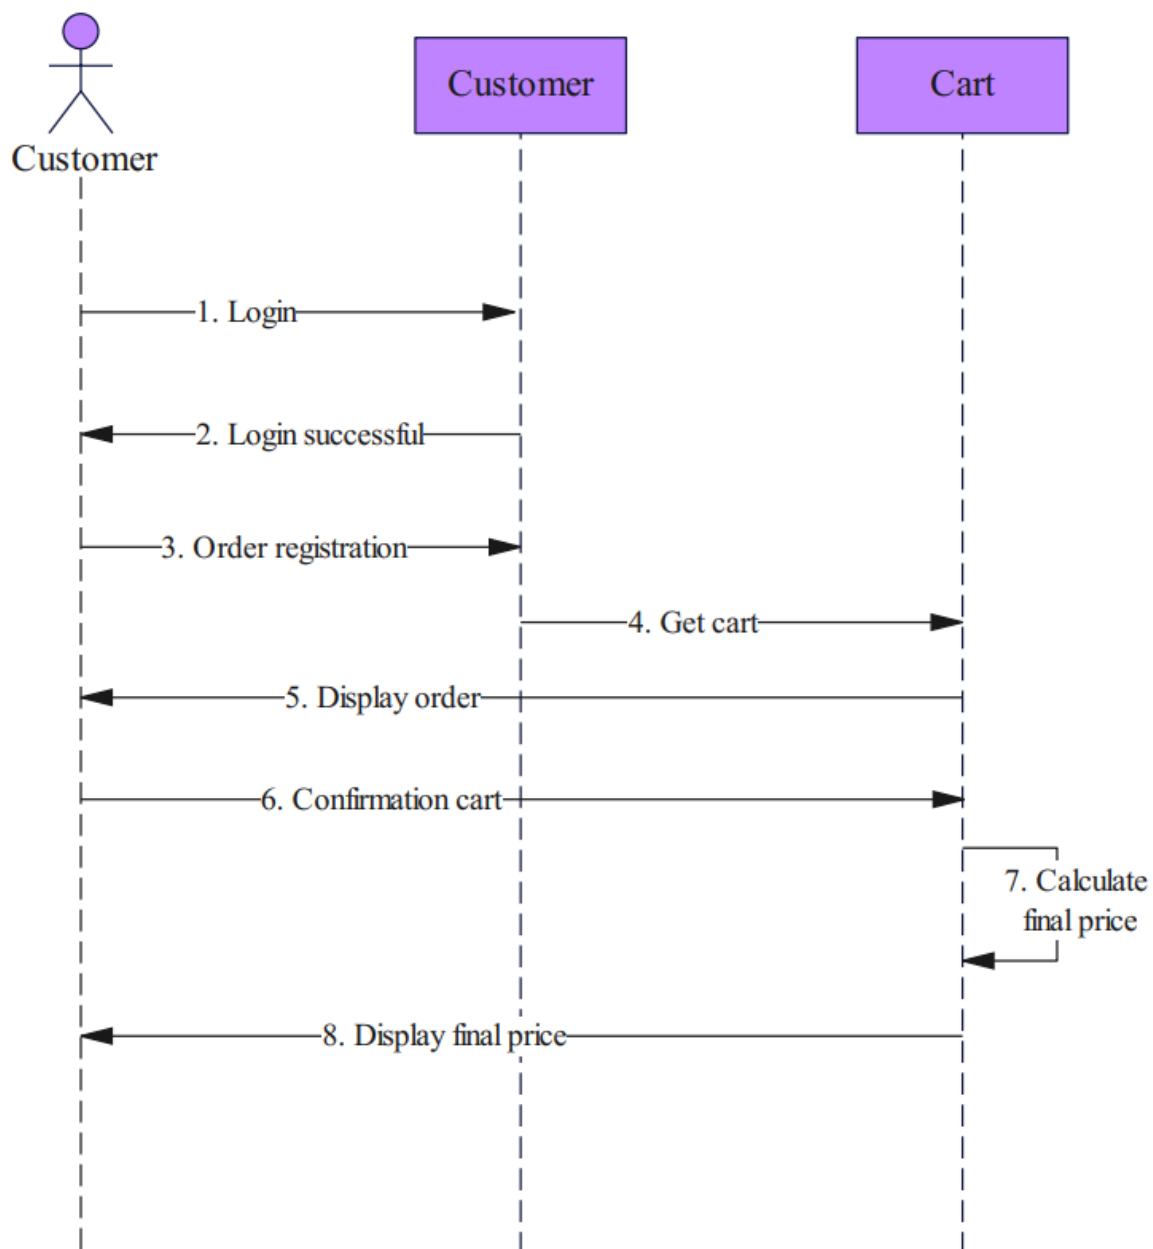 Customer
Cart
Customer
1. Login
2. Login successful
3. Order registration
4. Get cart
5. Display order
6. Confirmation cart
7. Calculate
final price
8. Display final price